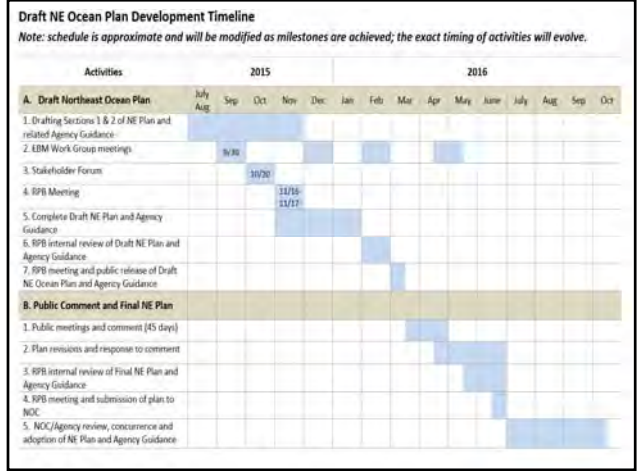 Draft NE Ocean Plan Development Timeline
Note: schedule is approximate and will be modified as milestones are achieved; the exact timing of activities will evolve.
Activities 2015 2016
A. Draft Northeast Ocean Plan July Aug Sep Oct Nov Dec Jan Feb Mar Apr May June July Aug Sep Oct
1. Drafting Sections 1 & 2 of NE Plan and
related Agency Guidance
2. EBM Work Group meetings 9/30
3. Stakeholder Forum 10/20
4. RPB Meeting 11/16-
11/17
5. Complete Draft NE Plan and Agency
Guidance
6. RPB internal review of Draft NE Plan and
Agency Guidance
7. RPB meeting and public release of Draft
NE Ocean Plan and Agency Guidance
B. Public Comment and Final NE Plan
1. Public meetings and comment (45 days)
2. Plan revisions and response to comment
3. RPB internal review of Final NE Plan and
Agency Guidance
4. RPB meeting and submission of plan to
NOC
5. NOC/Agency review, concurrence and
adoption of NE Plan and Agency Guidance